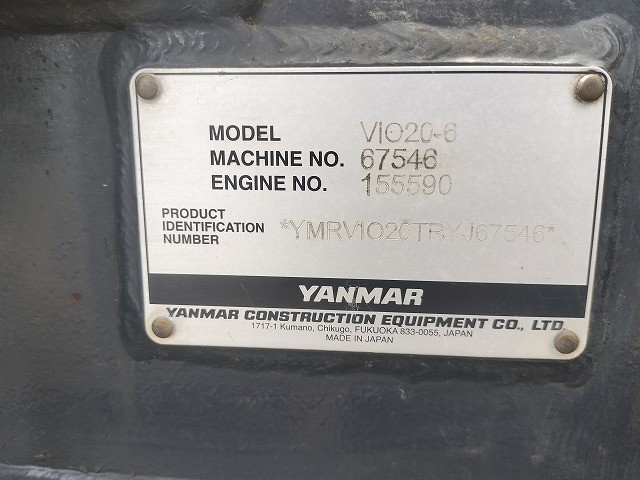 MODEL VIO20-6
MACHINE NO. 67546
ENGINE NO. 155590
PRODUCT
IDENTIFICATION
NUMBER
*YMRVIO20TRYJ67546*
YANMAR
YANMAR CONSTRUCTION EQUIPMENT CO., LTD.
1717-1 Kumano, Chikugo, FUKUOKA 833-0055, JAPAN
MADE IN JAPAN